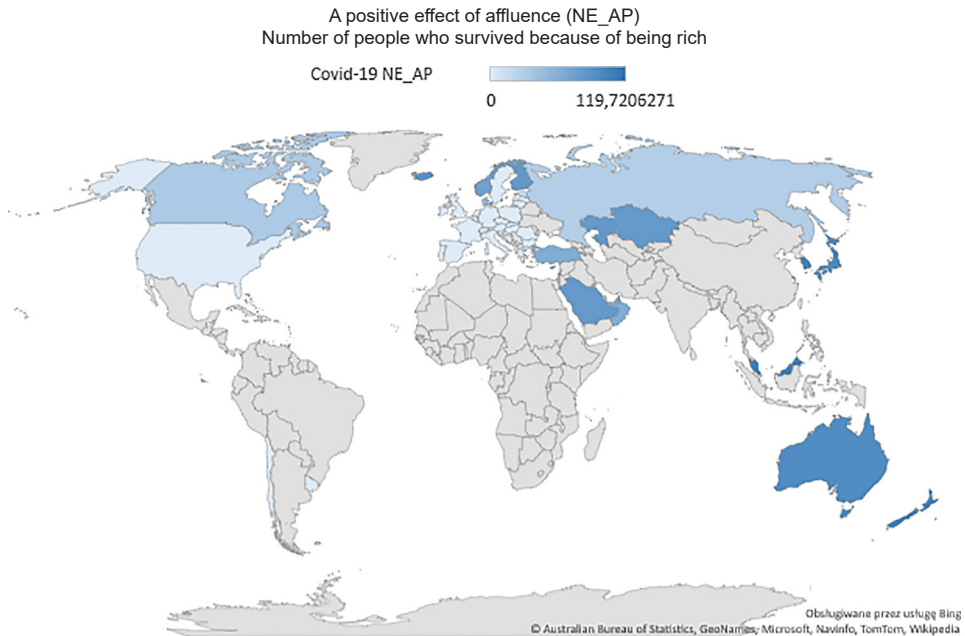 A positive effect of affluence (NE_AP)
Number of people who survived because of being rich
Covid-19 NE_AP
0 119,7206271
Obsługiwane przez usługę Bing
© Australian Bureau of Statistics, GeoNames, Microsoft, Navinfo, TomTom, Wikipedia